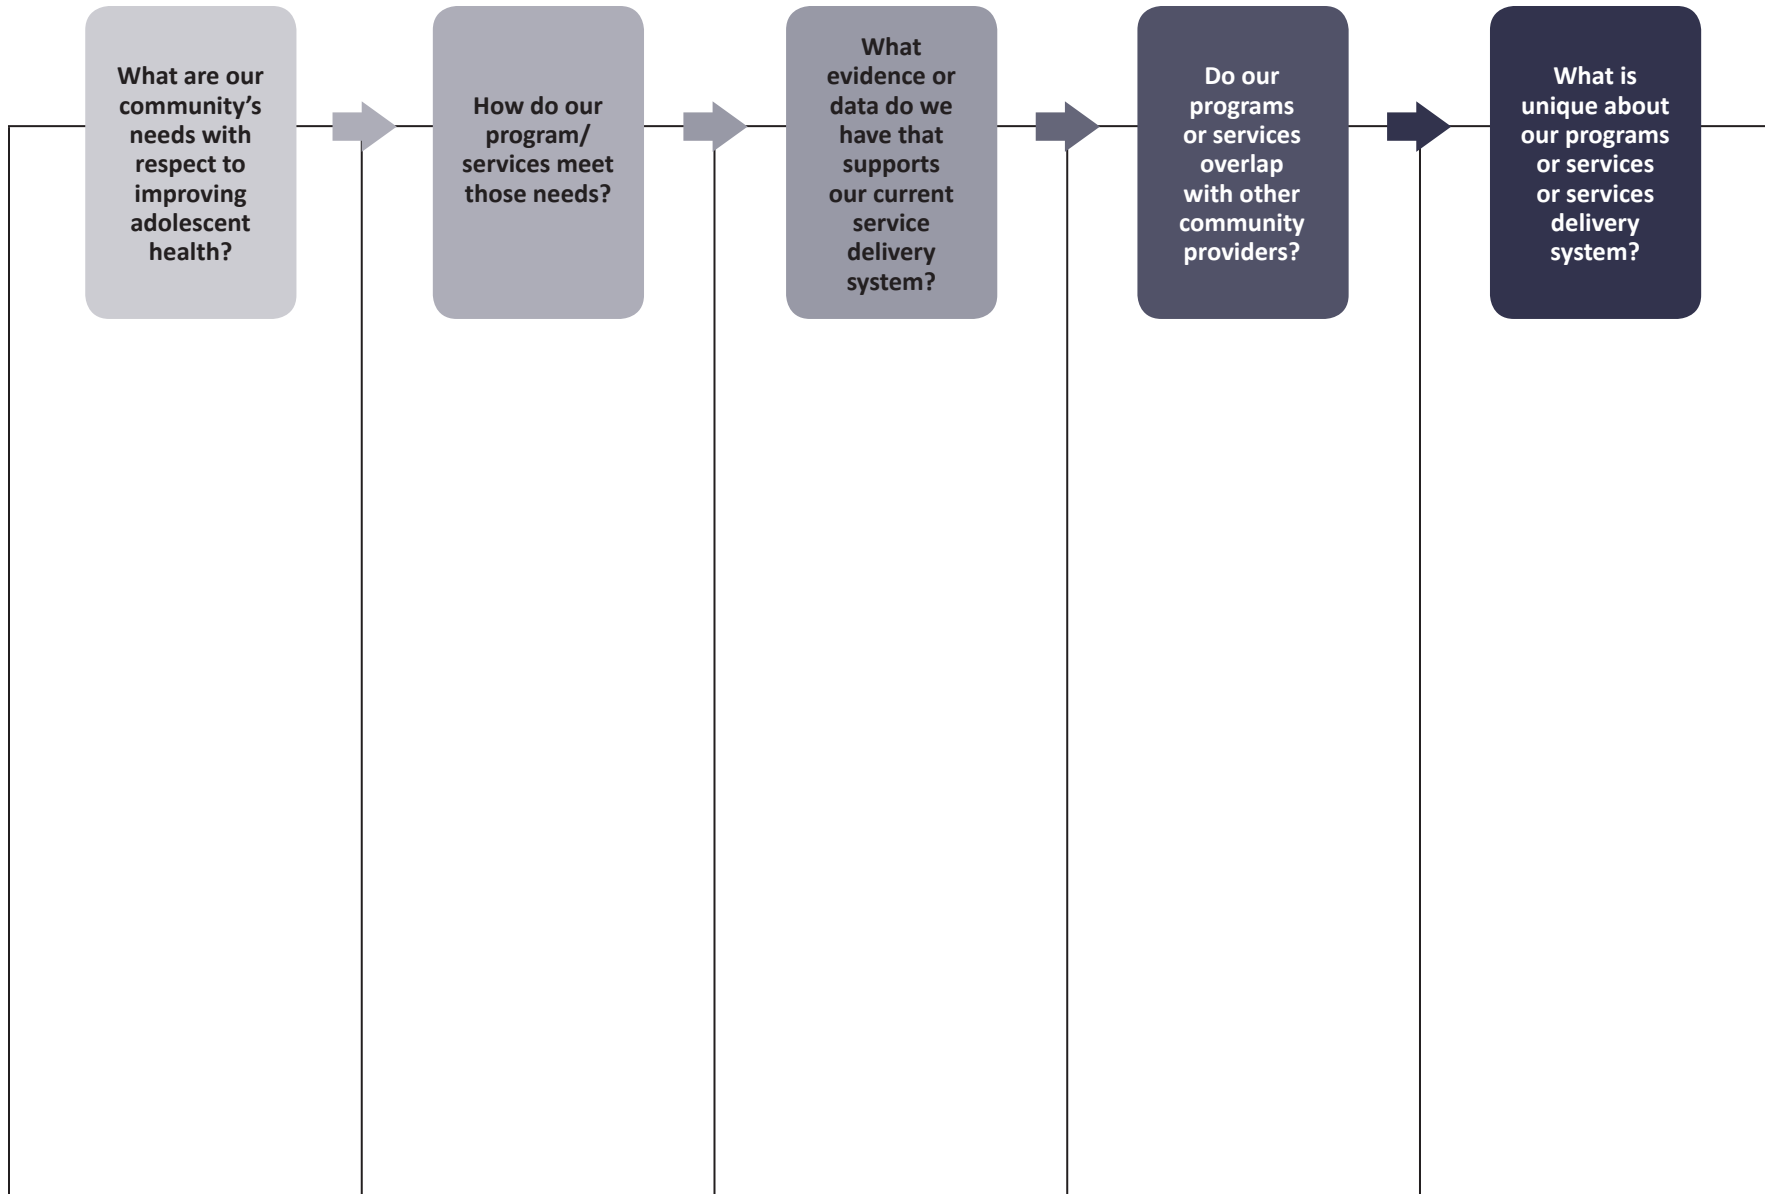 What are our
community’s
needs with
respect to
improving
adolescent
health?
How do our
program/
services meet
those needs?
What
evidence or
data do we
have that
supports
our current
service
delivery
system?
Do our
programs
or services
overlap
with other
community
providers?
What is
unique about
our programs
or services
or services
delivery
system?